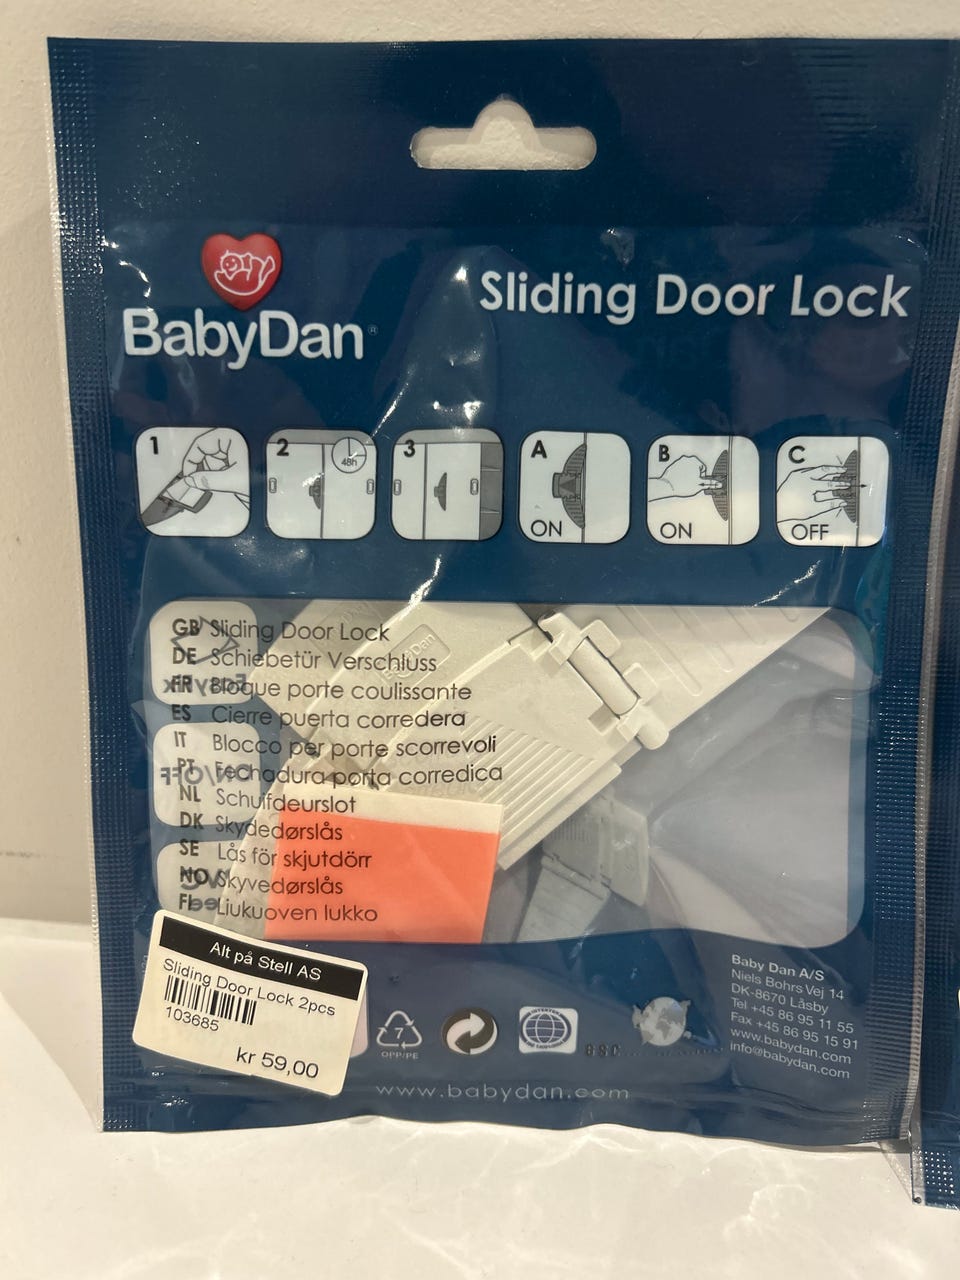 BabyDan®
Sliding Door Lock
1
2
48h
3
A
ON
B
ON
C
OFF
GB Sliding Door Lock
DE Schiebetür Verschluss
FR Bloque porte coulissante
ES Cierre puerta corredera
IT Blocco per porte scorrevoli
PT Fechadura porta corredica
NL Schuifdeurslot
DK Skydedørslås
SE Lås för skjutdörr
NO Skyvedørslås
FI Liukuoven lukko
BabyDan
Alt på Stell AS
Sliding Door Lock 2pcs
103685
kr 59,00
7
OPP/PE
Baby Dan A/S
Niels Bohrs Vej 14
DK-8670 Låsby
Tel +45 86 95 11 55
Fax +45 86 95 15 91
www.babydan.com
info@babydan.com
www.babydan.com